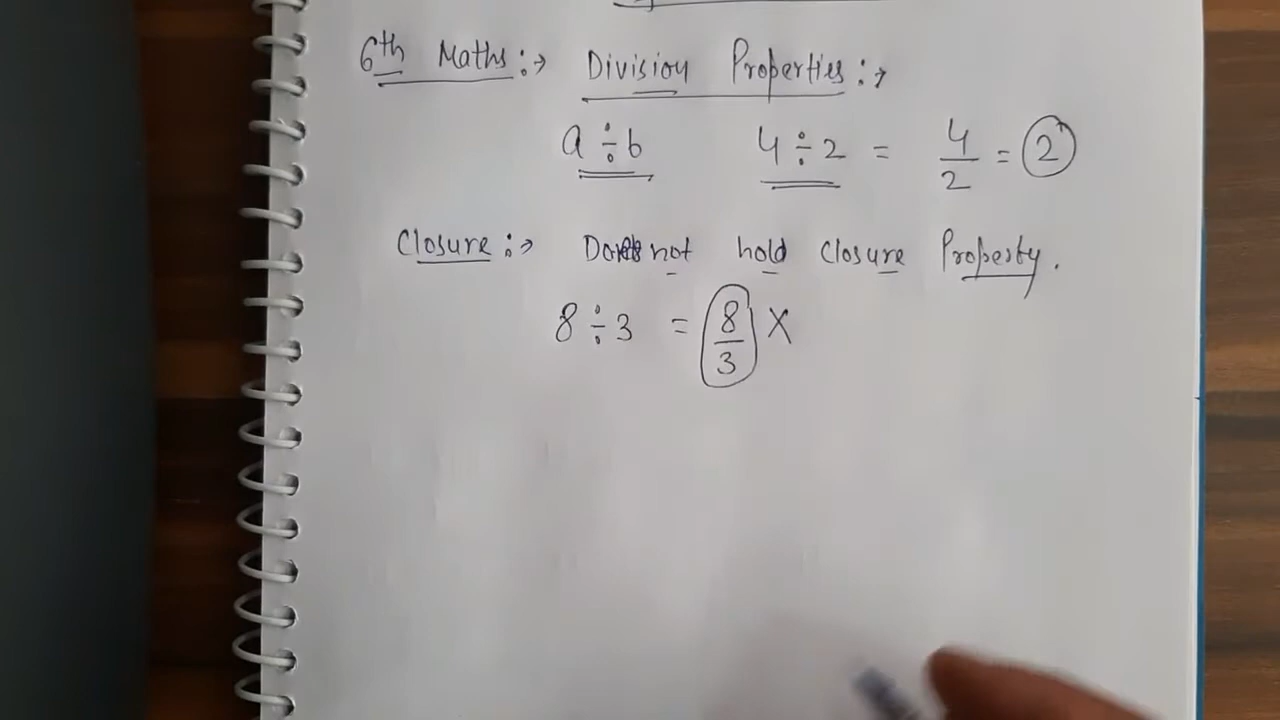 6th Maths:→ Division Properties:→
a ÷ b 4 ÷ 2 = 4/2 = 2
Closure:→ Does not hold closure Property.
8 ÷ 3 = 8/3 X